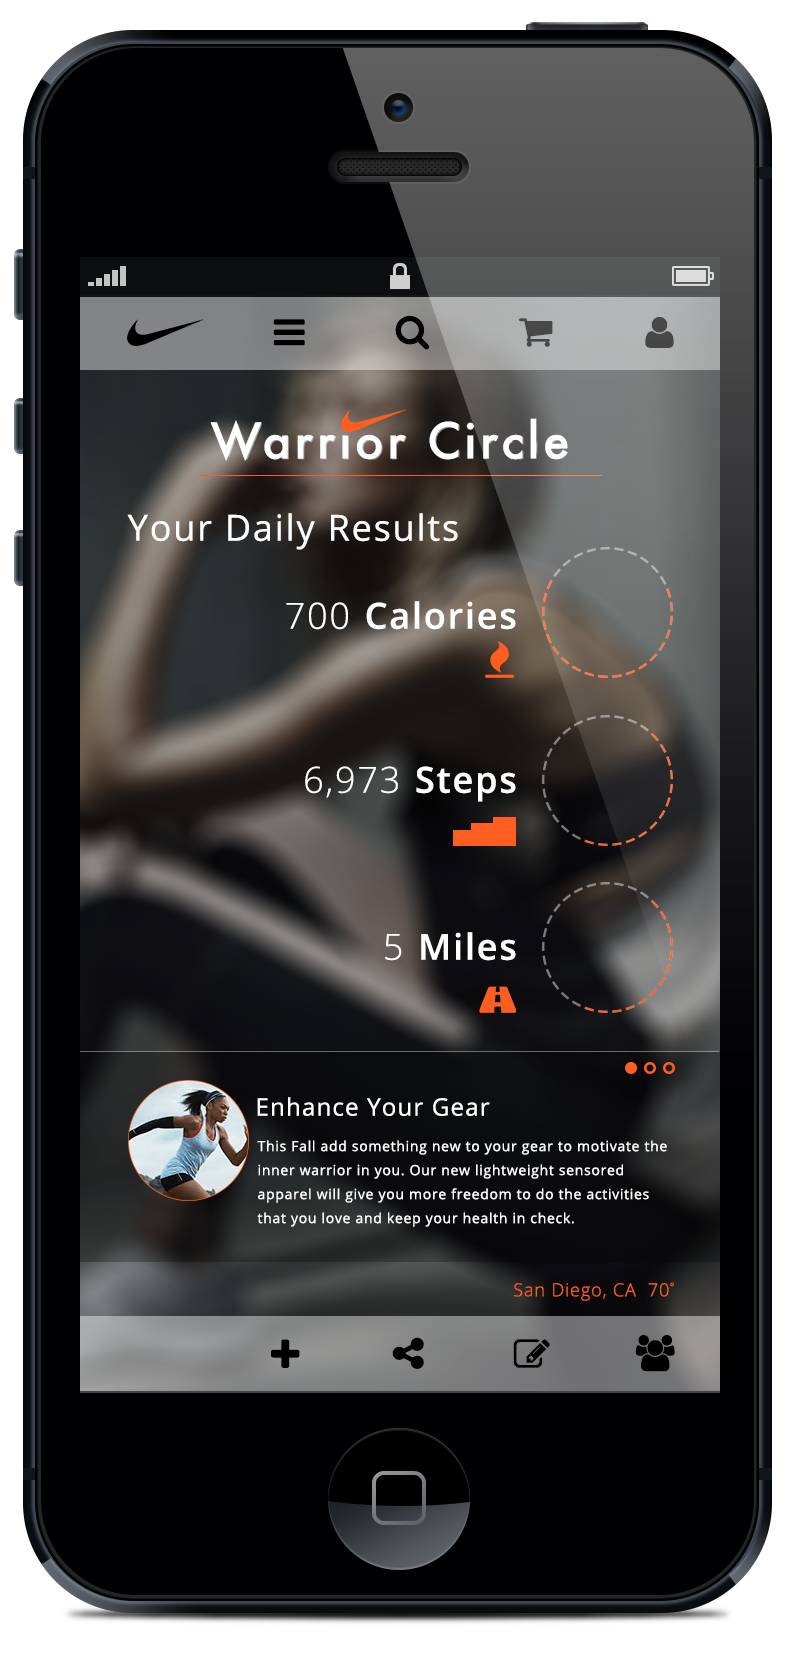 Warrior Circle
Your Daily Results
700 Calories
6,973 Steps
5 Miles
Enhance Your Gear
This Fall add something new to your gear to motivate the
inner warrior in you. Our new lightweight sensored
apparel will give you more freedom to do the activities
that you love and keep your health in check.
San Diego, CA 70°